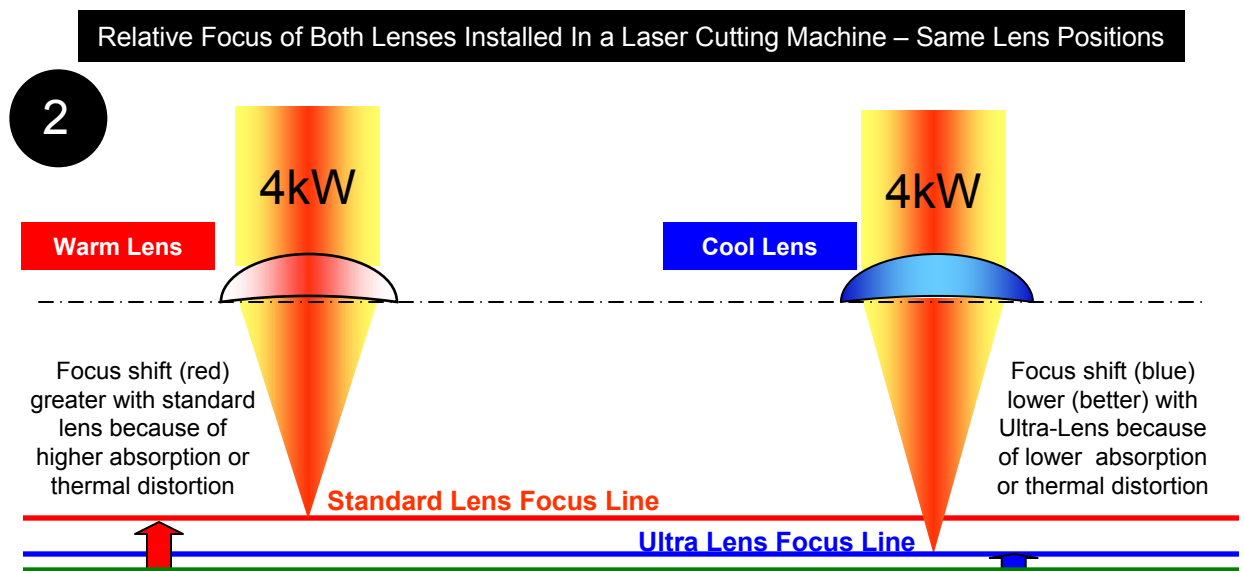 Relative Focus of Both Lenses Installed In a Laser Cutting Machine – Same Lens Positions
2
4kW
4kW
Warm Lens
Cool Lens
Focus shift (red)
greater with standard
lens because of
higher absorption or
thermal distortion
Focus shift (blue)
lower (better) with
Ultra-Lens because
of lower absorption
or thermal distortion
Standard Lens Focus Line
Ultra Lens Focus Line